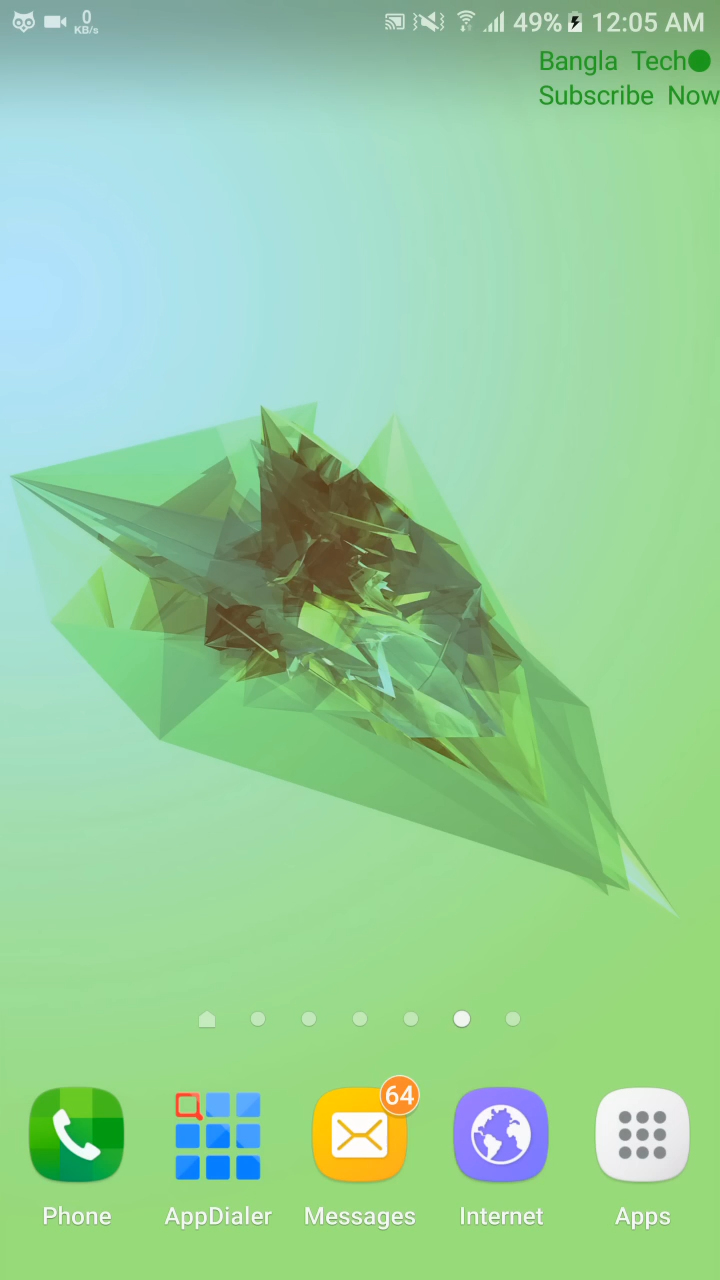 0
KB/s
49% 12:05 AM
Bangla Tech
Subscribe Now
64
Phone AppDialer Messages Internet Apps